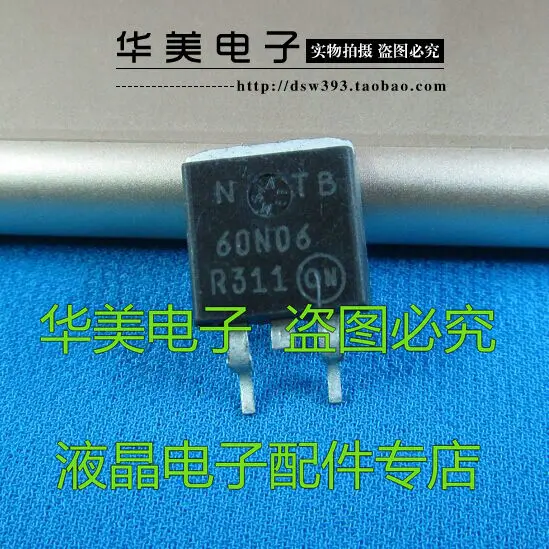 华美电子 实物拍摄 盗图必究
http://dsw393.taobao.com
N TB
60N06
R311 ON
华美电子 盗图必究
液晶电子配件专店